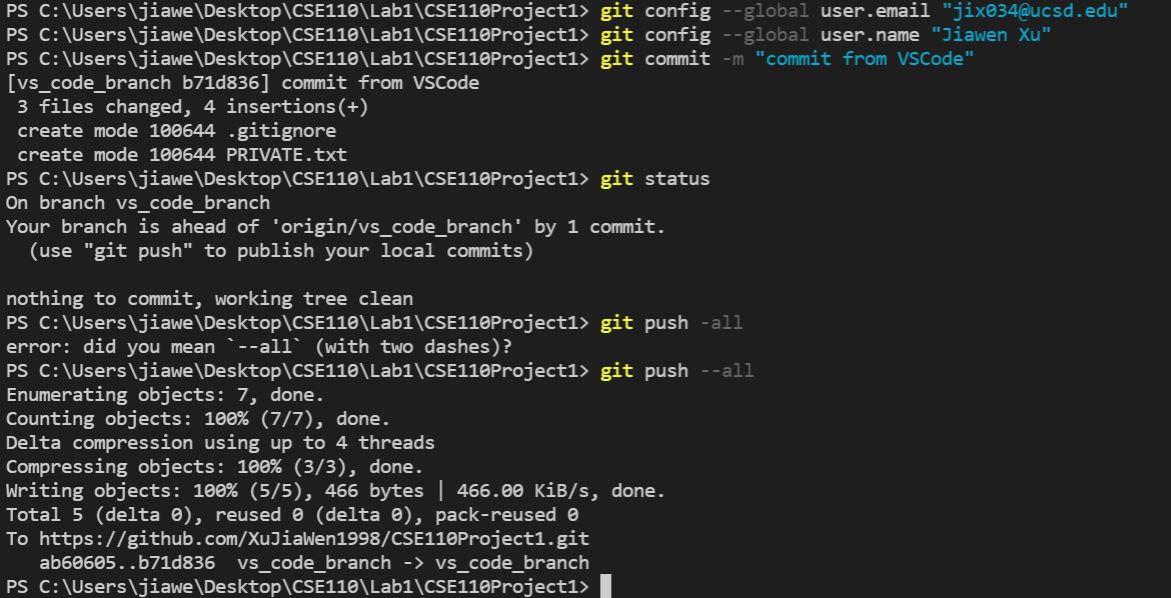 PS C:\Users\jiawe\Desktop\CSE110\Lab1\CSE110Project1> git config --global user.email "jix034@ucsd.edu"
PS C:\Users\jiawe\Desktop\CSE110\Lab1\CSE110Project1> git config --global user.name "Jiawen Xu"
PS C:\Users\jiawe\Desktop\CSE110\Lab1\CSE110Project1> git commit -m "commit from VSCode"
[vs_code_branch b71d836] commit from VSCode
 3 files changed, 4 insertions(+)
 create mode 100644 .gitignore
 create mode 100644 PRIVATE.txt
PS C:\Users\jiawe\Desktop\CSE110\Lab1\CSE110Project1> git status
On branch vs_code_branch
Your branch is ahead of 'origin/vs_code_branch' by 1 commit.
  (use "git push" to publish your local commits)

nothing to commit, working tree clean
PS C:\Users\jiawe\Desktop\CSE110\Lab1\CSE110Project1> git push -all
error: did you mean `--all` (with two dashes)?
PS C:\Users\jiawe\Desktop\CSE110\Lab1\CSE110Project1> git push --all
Enumerating objects: 7, done.
Counting objects: 100% (7/7), done.
Delta compression using up to 4 threads
Compressing objects: 100% (3/3), done.
Writing objects: 100% (5/5), 466 bytes | 466.00 KiB/s, done.
Total 5 (delta 0), reused 0 (delta 0), pack-reused 0
To https://github.com/XuJiaWen1998/CSE110Project1.git
   ab60605..b71d836  vs_code_branch -> vs_code_branch
PS C:\Users\jiawe\Desktop\CSE110\Lab1\CSE110Project1>